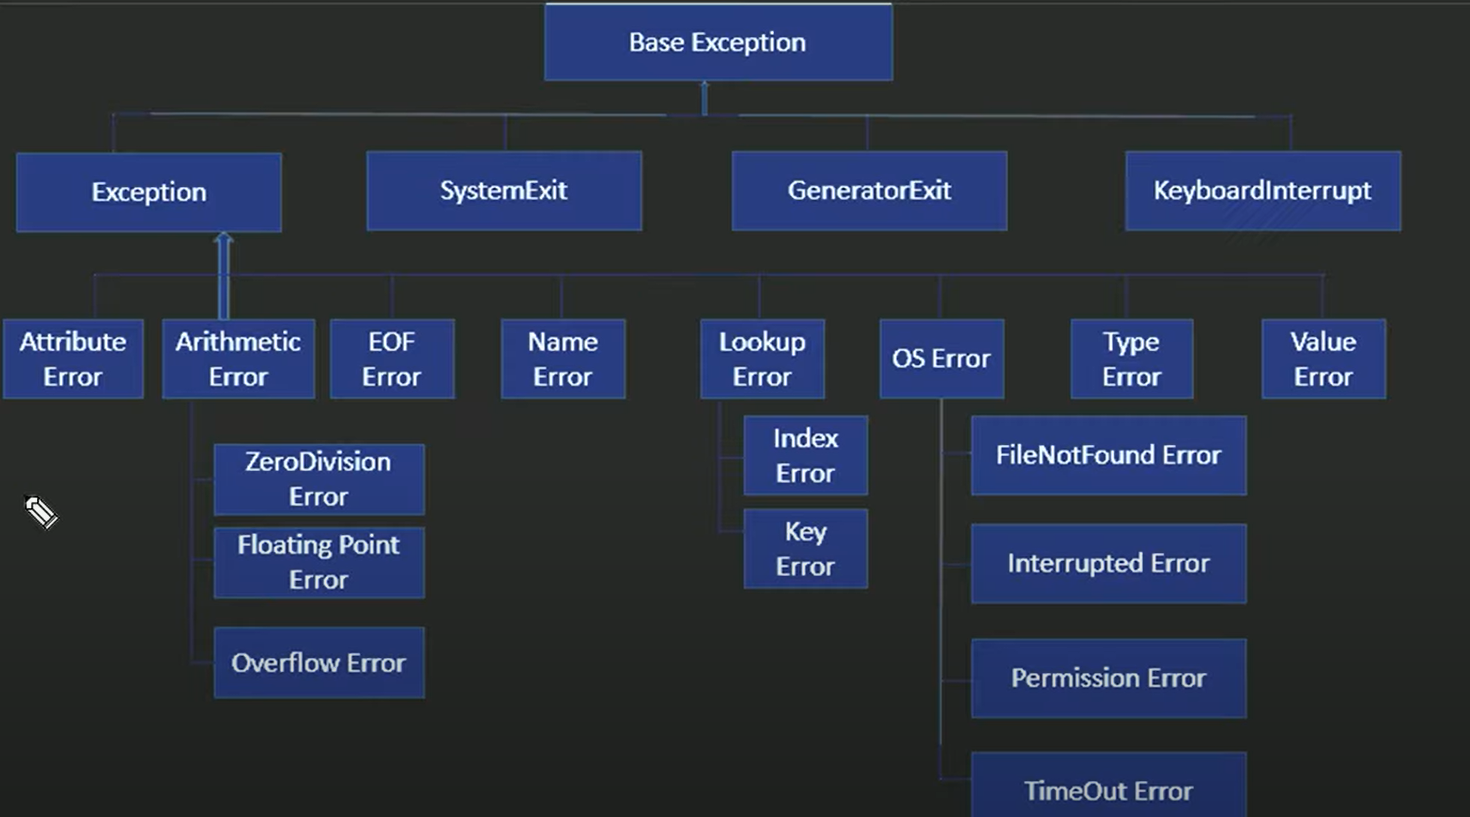 Base Exception
Exception
SystemExit
GeneratorExit
KeyboardInterrupt
Attribute
Error
Arithmetic
Error
EOF
Error
Name
Error
Lookup
Error
OS Error
Type
Error
Value
Error
ZeroDivision
Error
Floating Point
Error
Overflow Error
Index
Error
Key
Error
FileNotFound Error
Interrupted Error
Permission Error
TimeOut Error